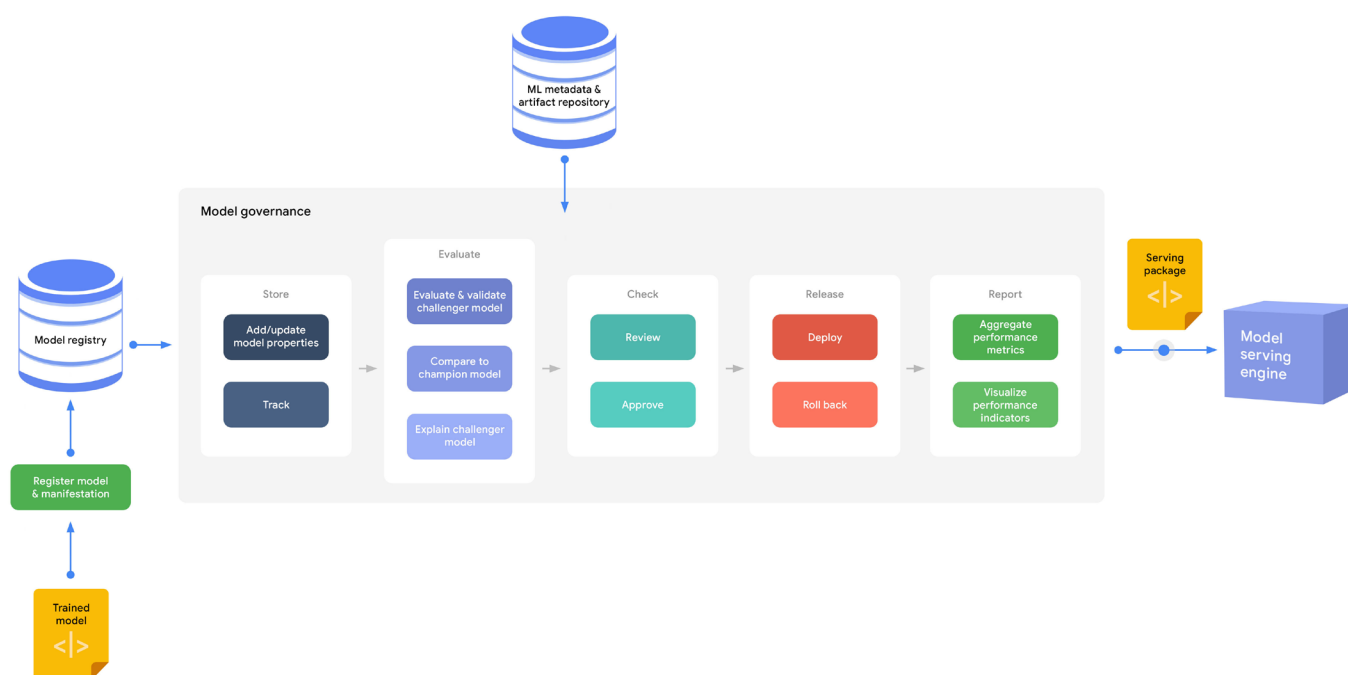 ML metadata &
artifact repository
Model governance
Model registry
Register model
& manifestation
Trained
model
</>
Store
Add/update
model properties
Track
Evaluate
Evaluate & validate
challenger model
Compare to
champion model
Explain challenger
model
Check
Review
Approve
Release
Deploy
Roll back
Report
Aggregate
performance
metrics
Visualize
performance
indicators
Serving
package
<|>
Model
serving
engine